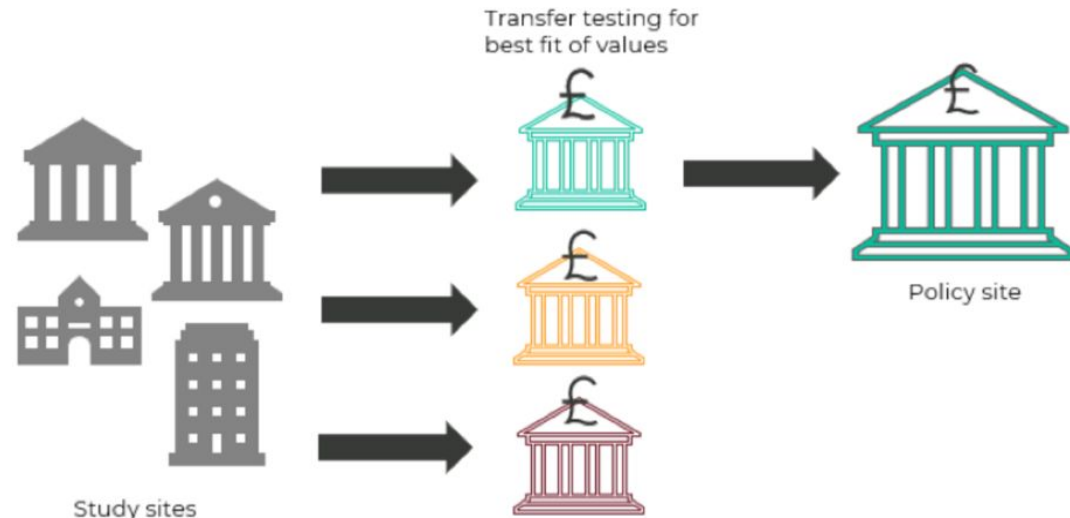 Transfer testing for
best fit of values
£
£
£
£
Policy site
Study sites